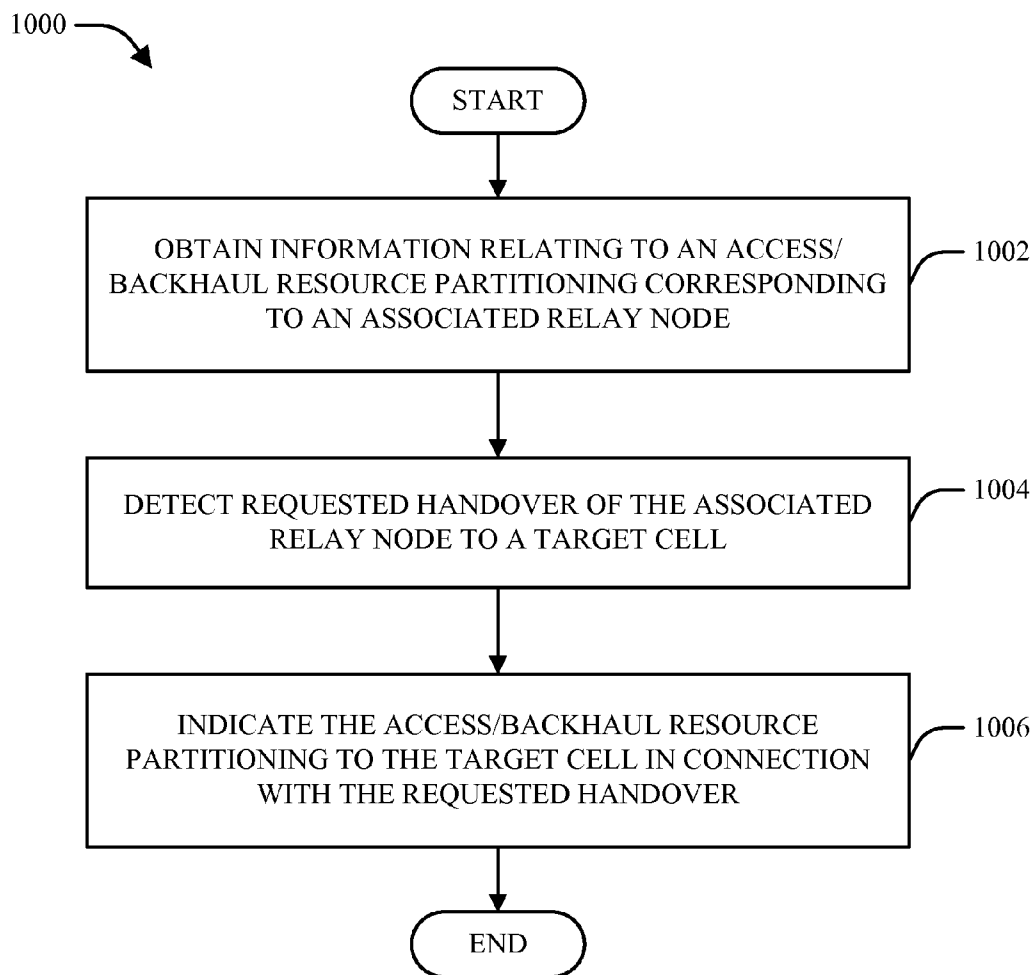 1000
START
OBTAIN INFORMATION RELATING TO AN ACCESS/
BACKHAUL RESOURCE PARTITIONING CORRESPONDING
TO AN ASSOCIATED RELAY NODE
1002
DETECT REQUESTED HANDOVER OF THE ASSOCIATED
RELAY NODE TO A TARGET CELL
1004
INDICATE THE ACCESS/BACKHAUL RESOURCE
PARTITIONING TO THE TARGET CELL IN CONNECTION
WITH THE REQUESTED HANDOVER
1006
END